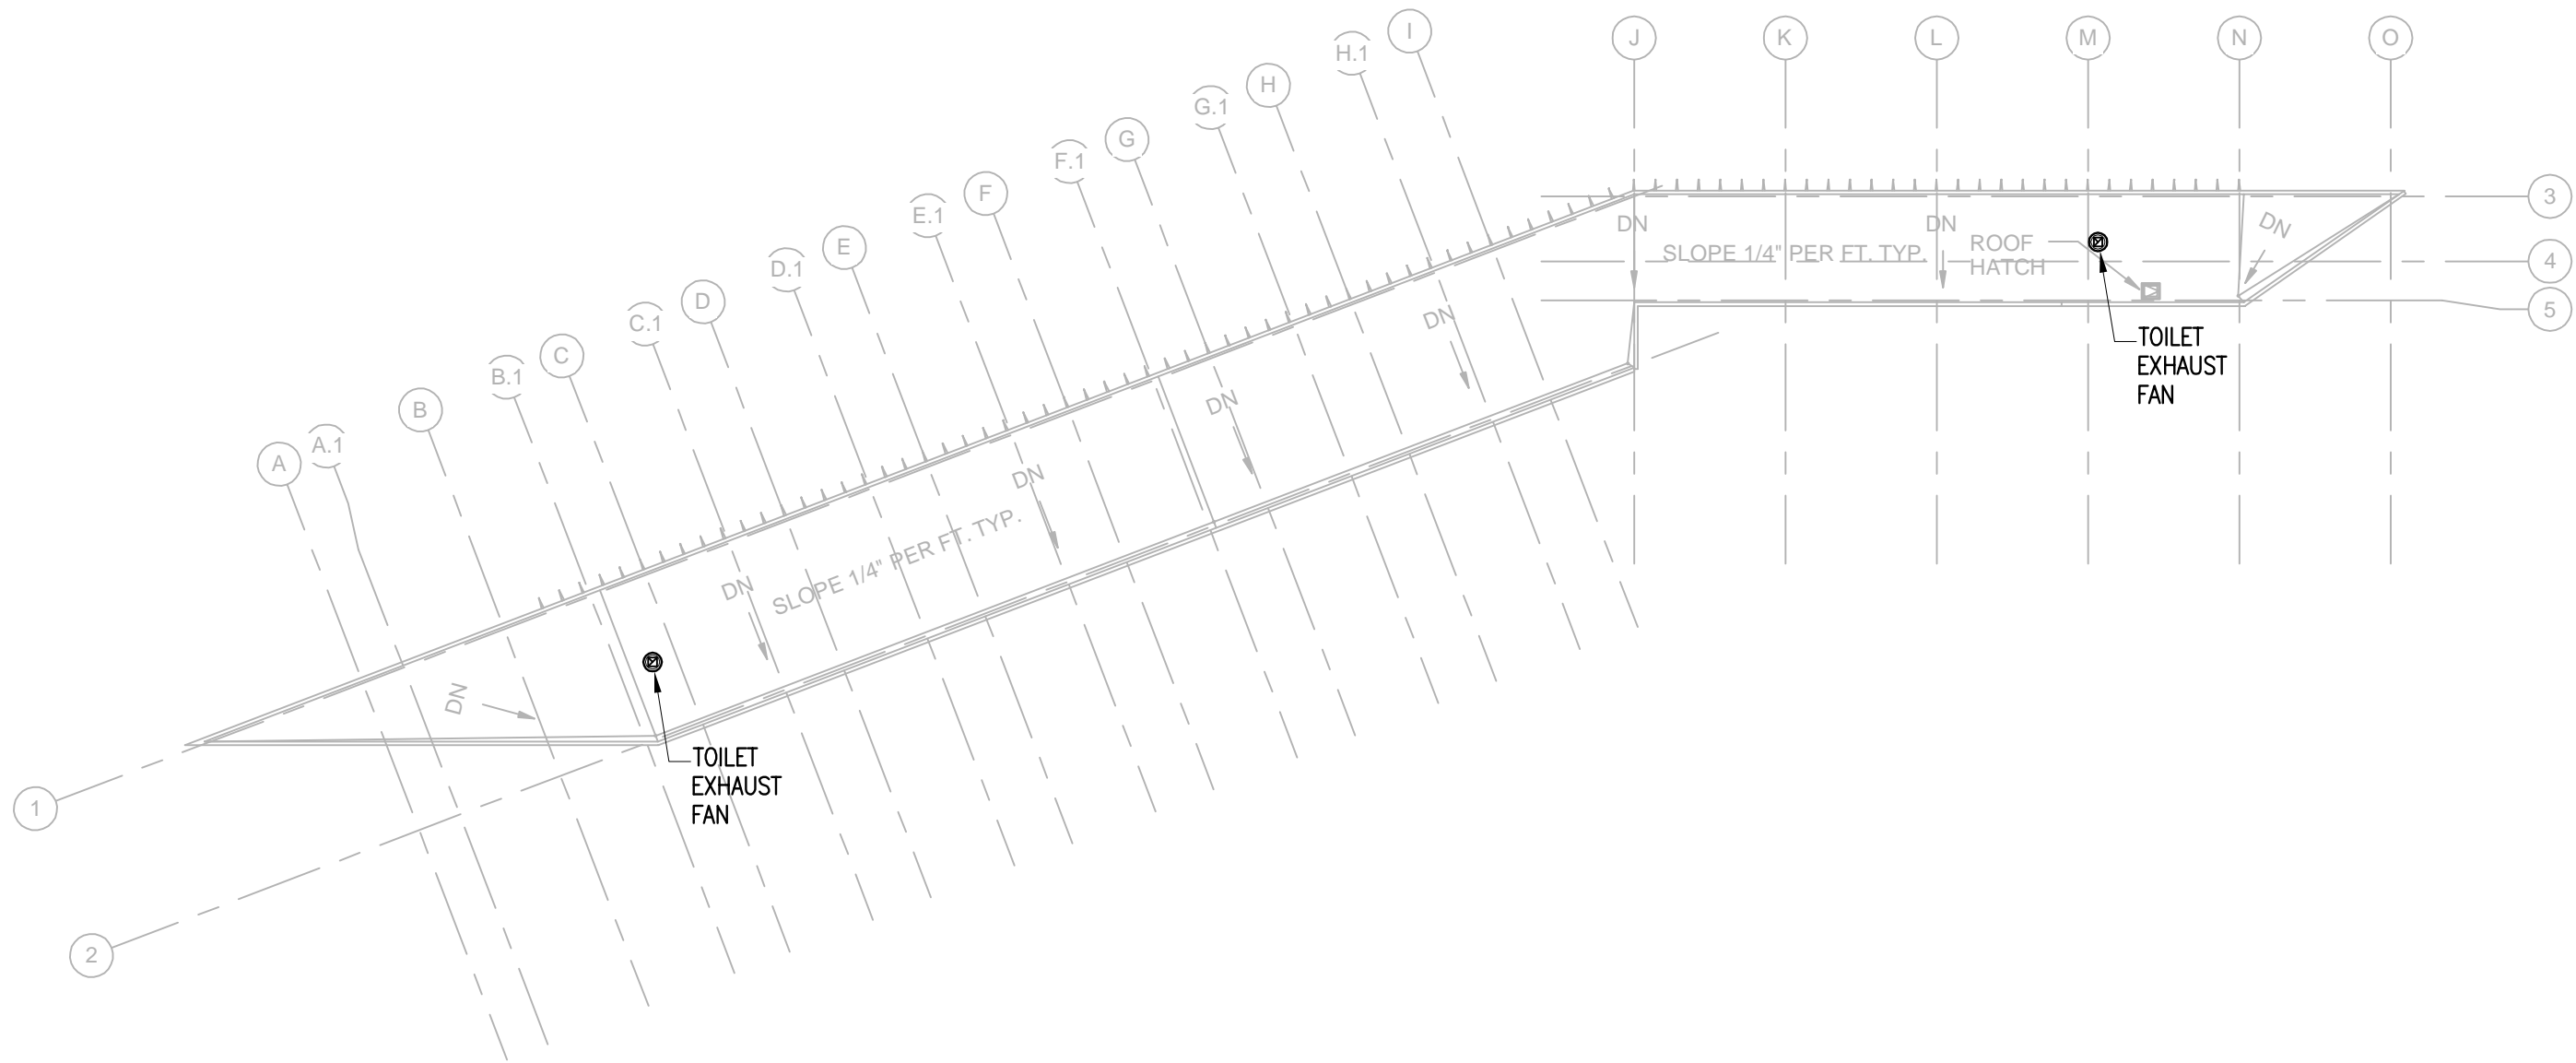 I
H.1
H
G.1
G
F.1
F
E.1
E
D.1
D
C.1
C
B.1
B
A.1
A
J
K
L
M
N
O
3
4
5
1
2
DN
DN
DN
SLOPE 1/4" PER FT. TYP.
ROOF
HATCH
TOILET
EXHAUST
FAN
DN
DN
DN
DN
SLOPE 1/4" PER FT. TYP.
DN
TOILET
EXHAUST
FAN